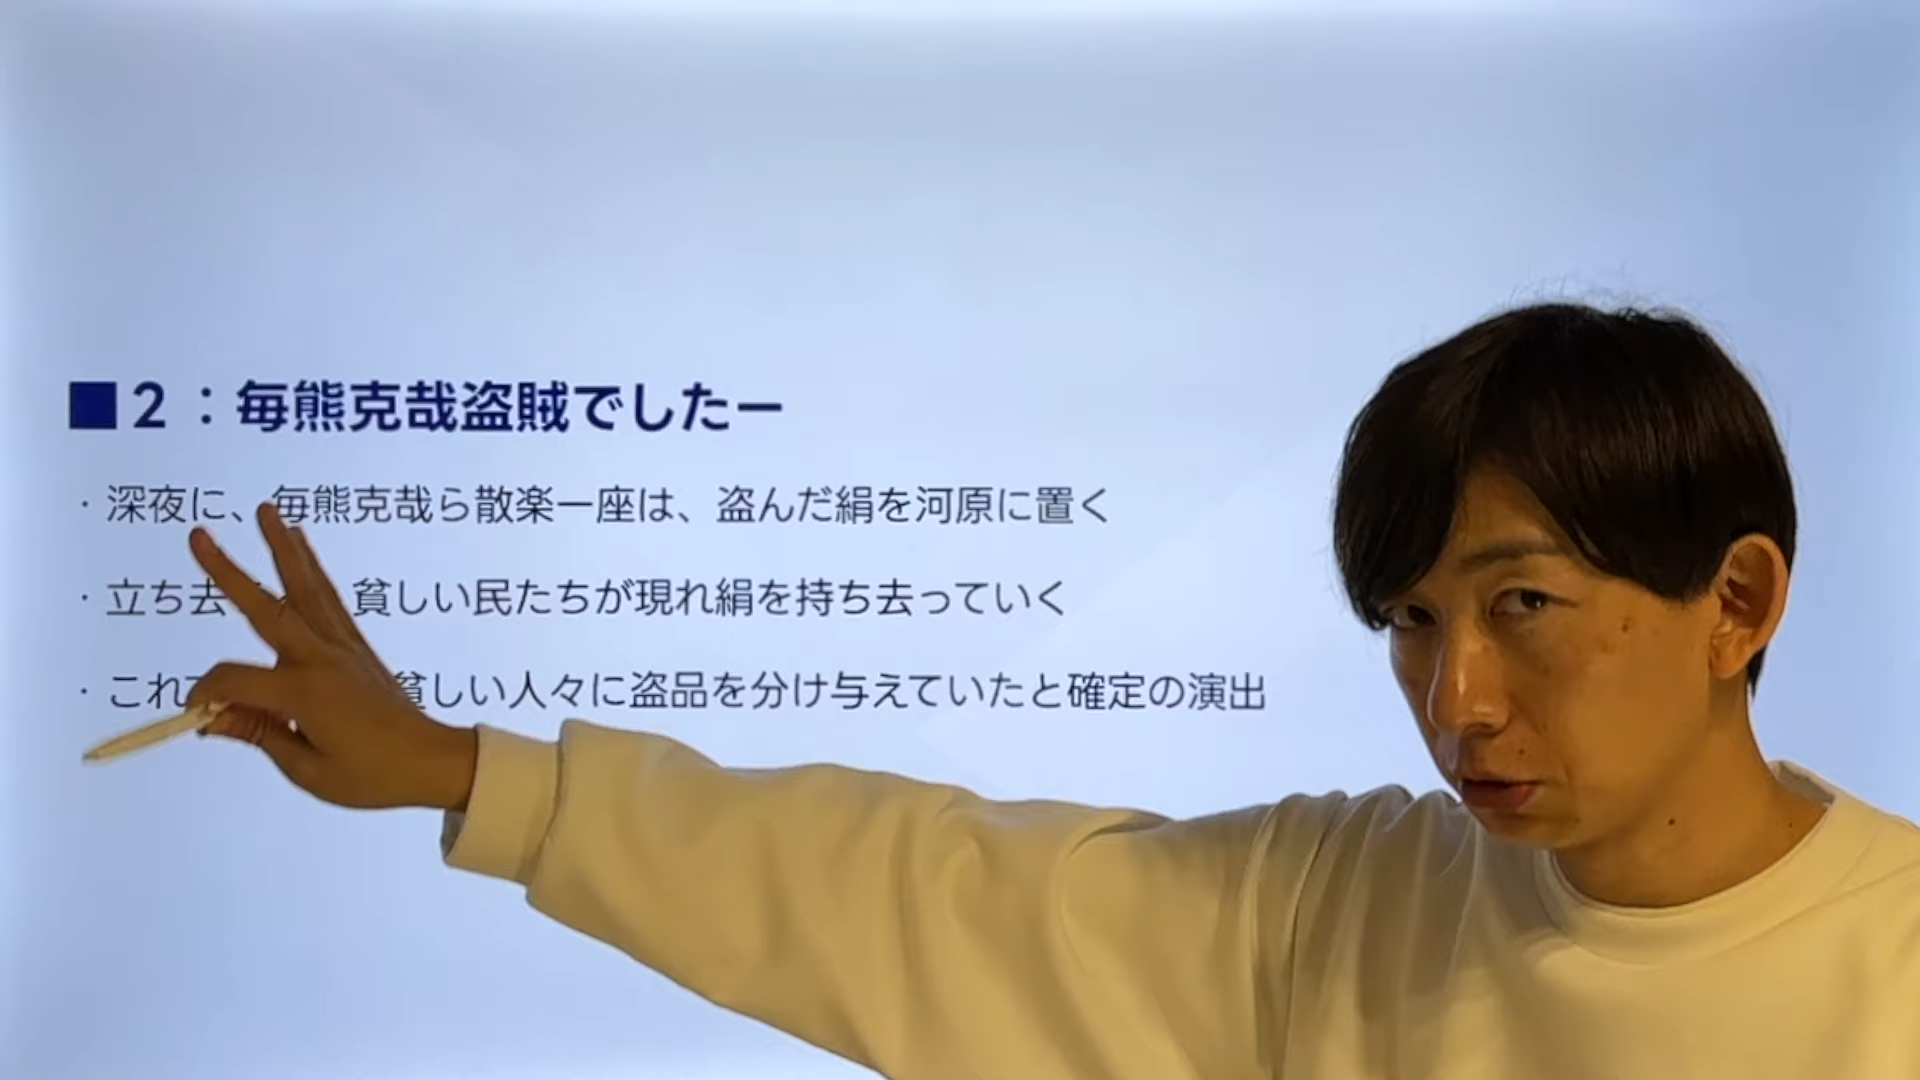 ■2：毎熊克哉盗賊でしたー
・深夜に、毎熊克哉ら散楽一座は、盗んだ絹を河原に置く
・立ち去 貧しい民たちが現れ絹を持ち去っていく
・これ 貧しい人々に盗品を分け与えていたと確定の演出